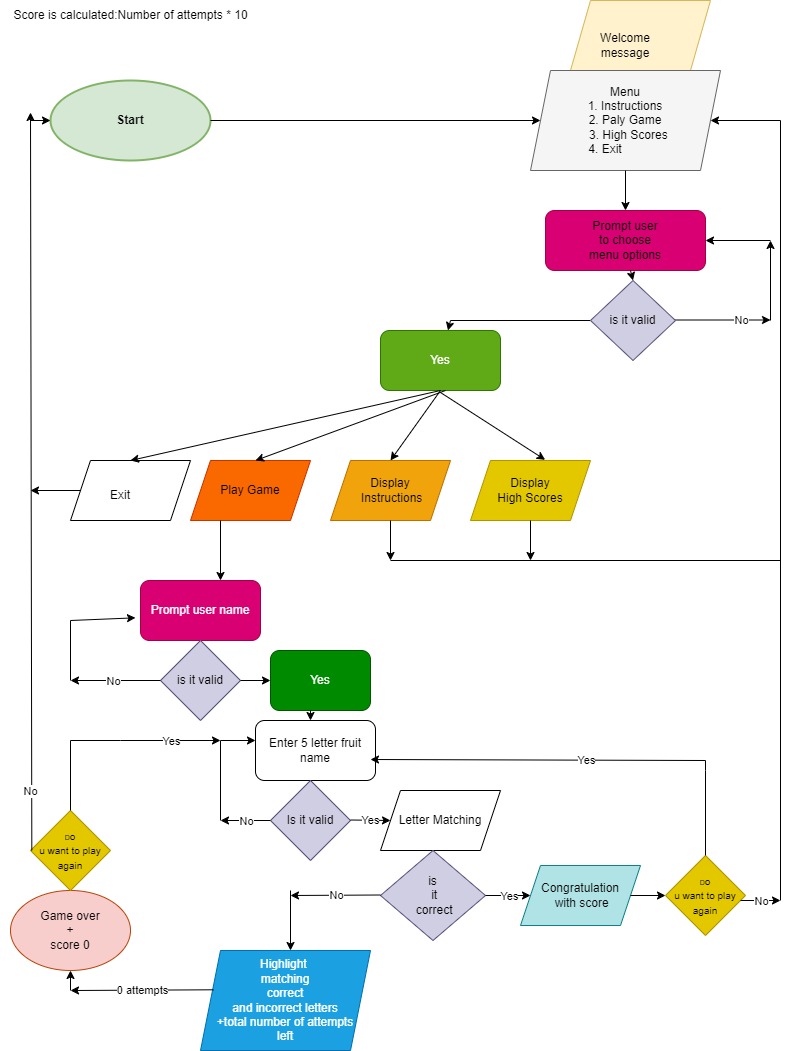 Score is calculated:Number of attempts * 10
Welcome
message
Start
Menu
1. Instructions
2. Paly Game
3. High Scores
4. Exit
Prompt user
to choose
menu options
is it valid
No
Yes
Exit
Play Game
Display
Instructions
Display
High Scores
Prompt user name
No
is it valid
Yes
Yes
Enter 5 letter fruit
name
Yes
No
No
Is it valid
Yes
Letter Matching
DO
u want to play
again
is
it
correct
No
Yes
Congratulation
with score
DO
u want to play
again
No
Game over
+
score 0
Highlight
matching
correct
and incorrect letters
+total number of attempts
left
0 attempts